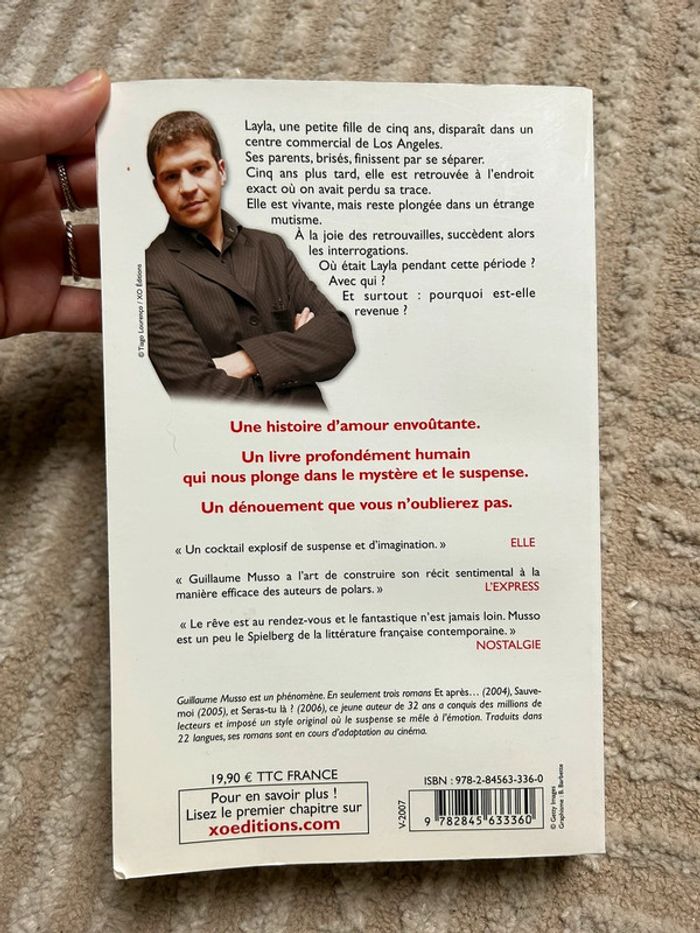 Layla, une petite fille de cinq ans, disparaît dans un
centre commercial de Los Angeles.
Ses parents, brisés, finissent par se séparer.
Cinq ans plus tard, elle est retrouvée à l'endroit
exact où on avait perdu sa trace.
Elle est vivante, mais reste plongée dans un étrange
mutisme.
À la joie des retrouvailles, succèdent alors
les interrogations.
Où était Layla pendant cette période ?
Avec qui ?
Et surtout : pourquoi est-elle
revenue ?
© Tiago Lourenço / XO Éditions
Une histoire d'amour envoûtante.
Un livre profondément humain
qui nous plonge dans le mystère et le suspense.
Un dénouement que vous n'oublierez pas.
« Un cocktail explosif de suspense et d'imagination. » ELLE
« Guillaume Musso a l'art de construire son récit sentimental à la
manière efficace des auteurs de polars. » L'EXPRESS
« Le rêve est au rendez-vous et le fantastique n'est jamais loin. Musso
est un peu le Spielberg de la littérature française contemporaine. »
NOSTALGIE
Guillaume Musso est un phénomène. En seulement trois romans Et après... (2004), Sauve-
moi (2005), et Seras-tu là ? (2006), ce jeune auteur de 32 ans a conquis des millions de
lecteurs et imposé un style original où le suspense se mêle à l'émotion. Traduits dans
22 langues, ses romans sont en cours d'adaptation au cinéma.
19,90 € TTC FRANCE
Pour en savoir plus !
Lisez le premier chapitre sur
xoeditions.com
V-2007
ISBN : 978-2-84563-336-0
9 782845 633360
© Getty Images
Graphisme : B. Barbette